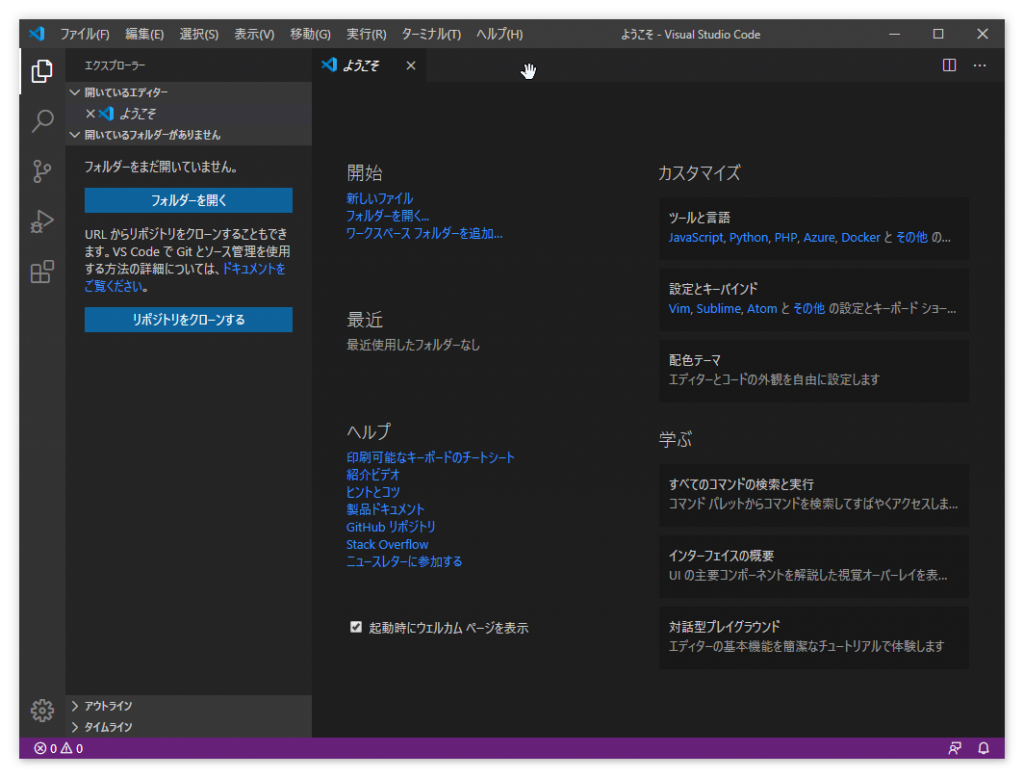 ファイル(F) 編集(E) 選択(S) 表示(V) 移動(G) 実行(R) ターミナル(T) ヘルプ(H) ようこそ - Visual Studio Code
エクスプローラー
開いているエディター
ようこそ
開いているフォルダーがありません
フォルダーをまだ開いていません。
フォルダーを開く
URL からリポジトリをクローンすることもでき
ます。VS Code で Git とソース管理を使用
する方法の詳細については、ドキュメントを
ご覧ください。
リポジトリをクローンする
アウトライン
タイムライン
ようこそ
開始
新しいファイル
フォルダーを開く...
ワークスペース フォルダーを追加...
最近
最近使用したフォルダーなし
ヘルプ
印刷可能なキーボードのチートシート
紹介ビデオ
ヒントとコツ
製品ドキュメント
GitHub リポジトリ
Stack Overflow
ニュースレターに参加する
起動時にウェルカム ページを表示
カスタマイズ
ツールと言語
JavaScript, Python, PHP, Azure, Docker と その他 の...
設定とキーバインド
Vim, Sublime, Atom と その他 の設定とキーボード ショー...
配色テーマ
エディターとコードの外観を自由に設定します
学ぶ
すべてのコマンドの検索と実行
コマンド パレットからコマンドを検索してすばやくアクセスしま...
インターフェイスの概要
UI の主要コンポーネントを解説した視覚オーバーレイを表...
対話型プレイグラウンド
エディターの基本機能を簡潔なチュートリアルで体験します
0 0